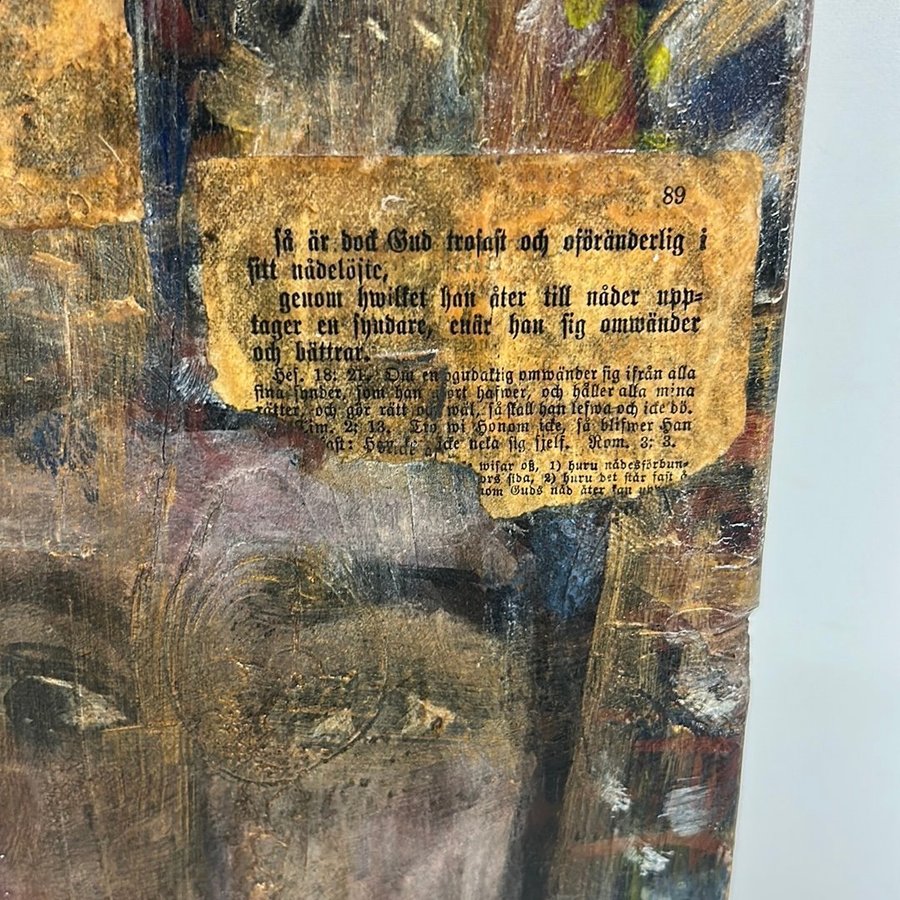 89
så är dock Gud trofast och oföränderlig i
sitt nådelöfte,
genom hwilket han åter till nåder upp=
tager en syndare, enär han sig omwänder
och bättrar.
Hes. 18: 21. Om en ogudaktig omwänder sig ifrån alla
sina synder, som han gjort hafwer, och håller alla mina
rätter, och gör rätt och wäl, så skall han lefwa och icke dö.
Tim. 2: 13. Tro wi Honom icke, så blifwer Han
fast: Han kan icke neka sig sjelf. Rom. 3: 3.
wisar oß, 1) huru nådesförbun=
ors sida, 2) huru det står fast
nom Guds nåd åter kan